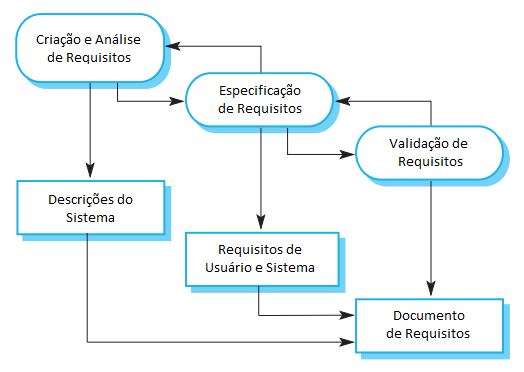 Criação e Análise
de Requisitos
Especificação
de Requisitos
Validação de
Requisitos
Descrições do
Sistema
Requisitos de
Usuário e Sistema
Documento
de Requisitos